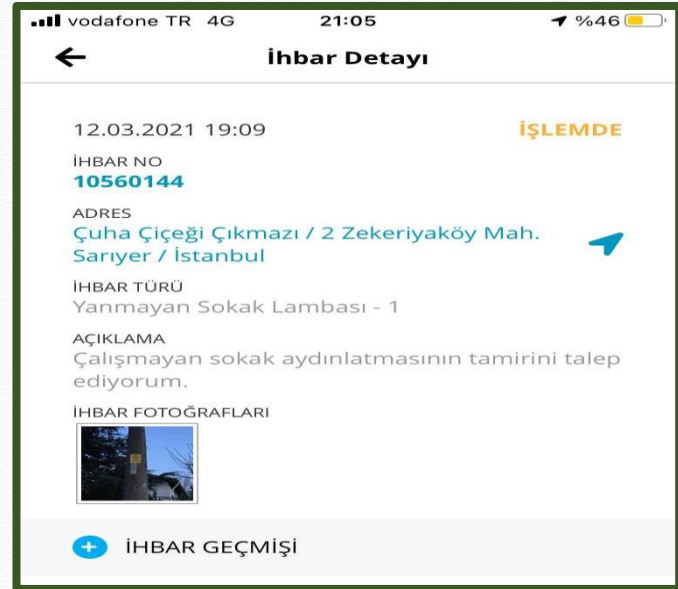 vodafone TR 4G 21:05 %46
İhbar Detayı
12.03.2021 19:09 İŞLEMDE
İHBAR NO
10560144
ADRES
Çuha Çiçeği Çıkmazı / 2 Zekeriyaköy Mah.
Sarıyer / İstanbul
İHBAR TÜRÜ
Yanmayan Sokak Lambası - 1
AÇIKLAMA
Çalışmayan sokak aydınlatmasının tamirini talep
ediyorum.
İHBAR FOTOĞRAFLARI
İHBAR GEÇMİŞİ